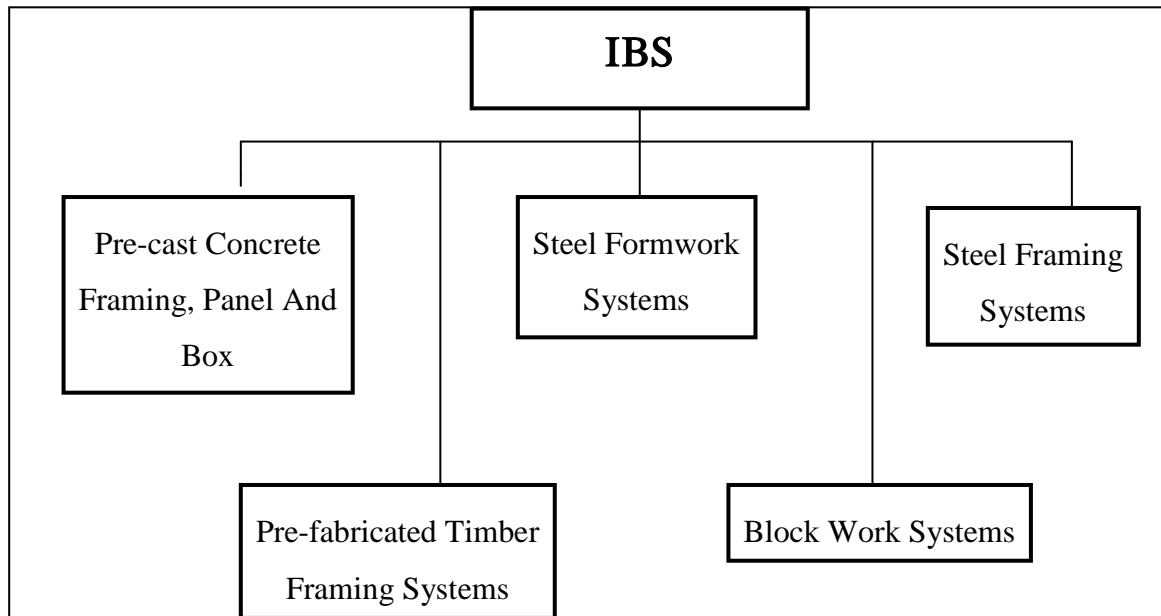 IBS
Pre-cast Concrete
Framing, Panel And
Box
Steel Formwork
Systems
Steel Framing
Systems
Pre-fabricated Timber
Framing Systems
Block Work Systems